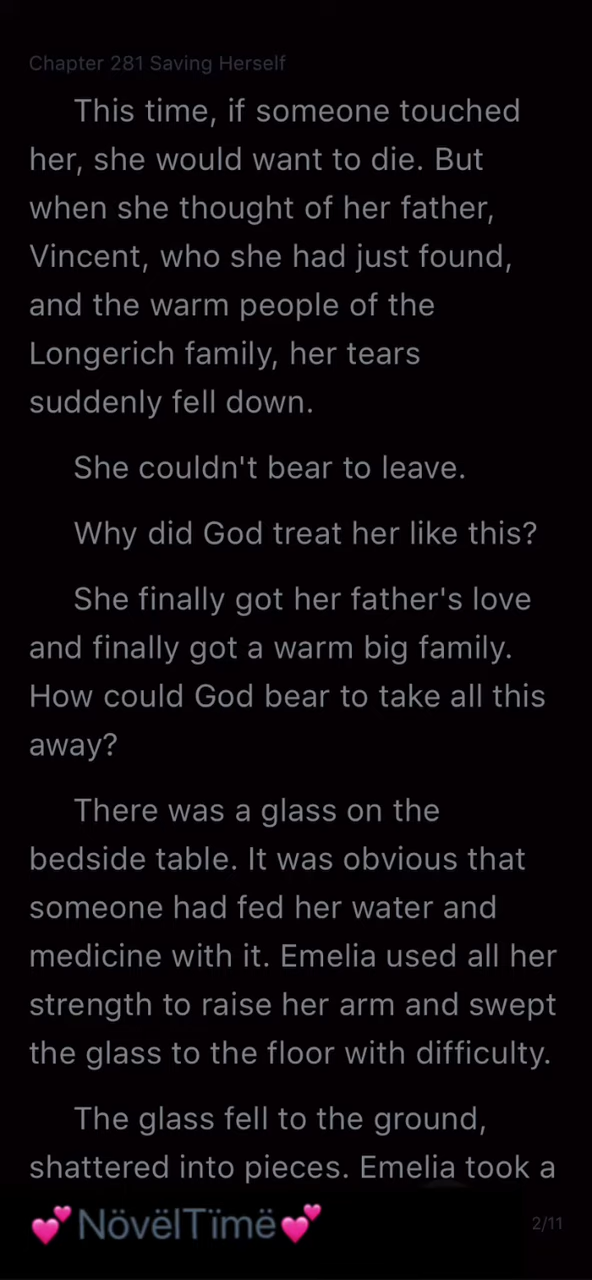 Chapter 281 Saving Herself
This time, if someone touched
her, she would want to die. But
when she thought of her father,
Vincent, who she had just found,
and the warm people of the
Longerich family, her tears
suddenly fell down.
She couldn't bear to leave.
Why did God treat her like this?
She finally got her father's love
and finally got a warm big family.
How could God bear to take all this
away?
There was a glass on the
bedside table. It was obvious that
someone had fed her water and
medicine with it. Emelia used all her
strength to raise her arm and swept
the glass to the floor with difficulty.
The glass fell to the ground,
shattered into pieces. Emelia took a
💕NövëlTïmë💕
2/11